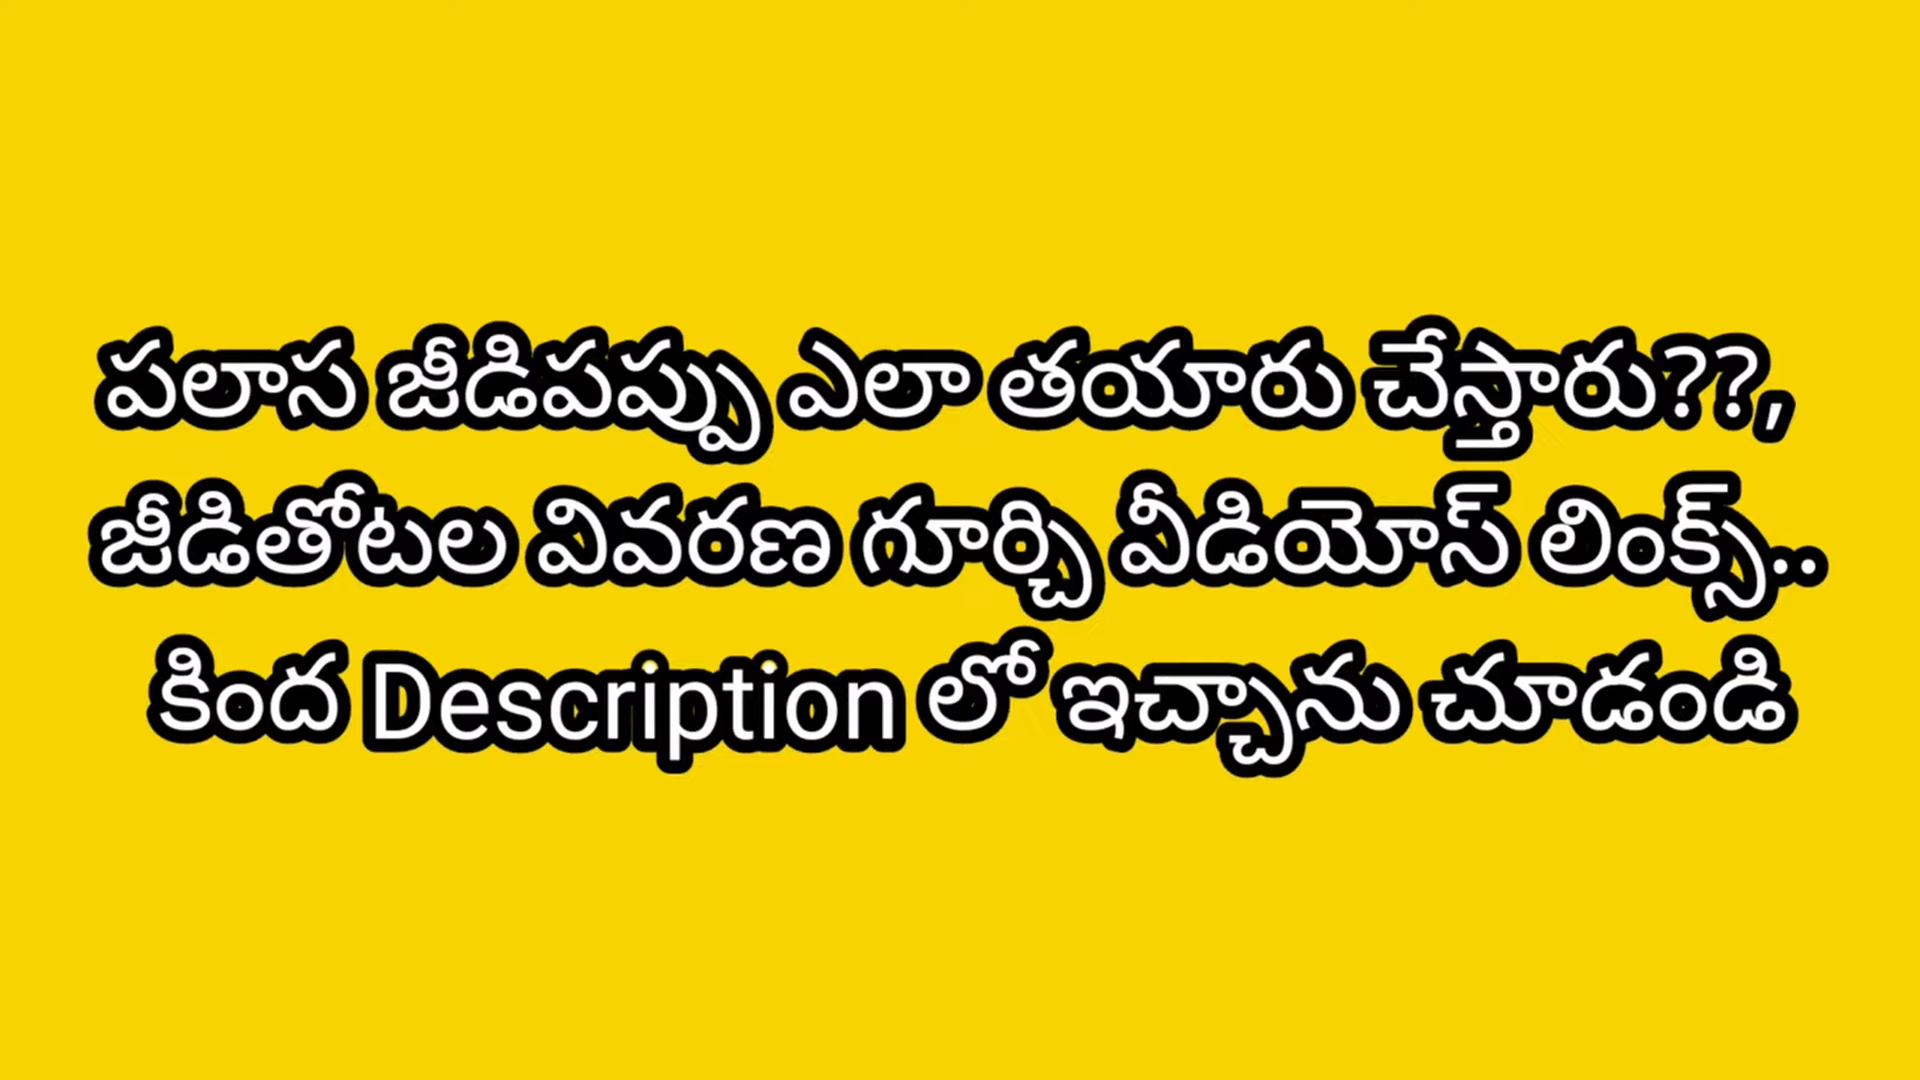 పలాస జీడిపప్పు ఎలా తయారు చేస్తారు??,
జీడితోటల వివరణ గూర్చి వీడియోస్ లింక్స్..
కింద Description లో ఇచ్చాను చూడండి